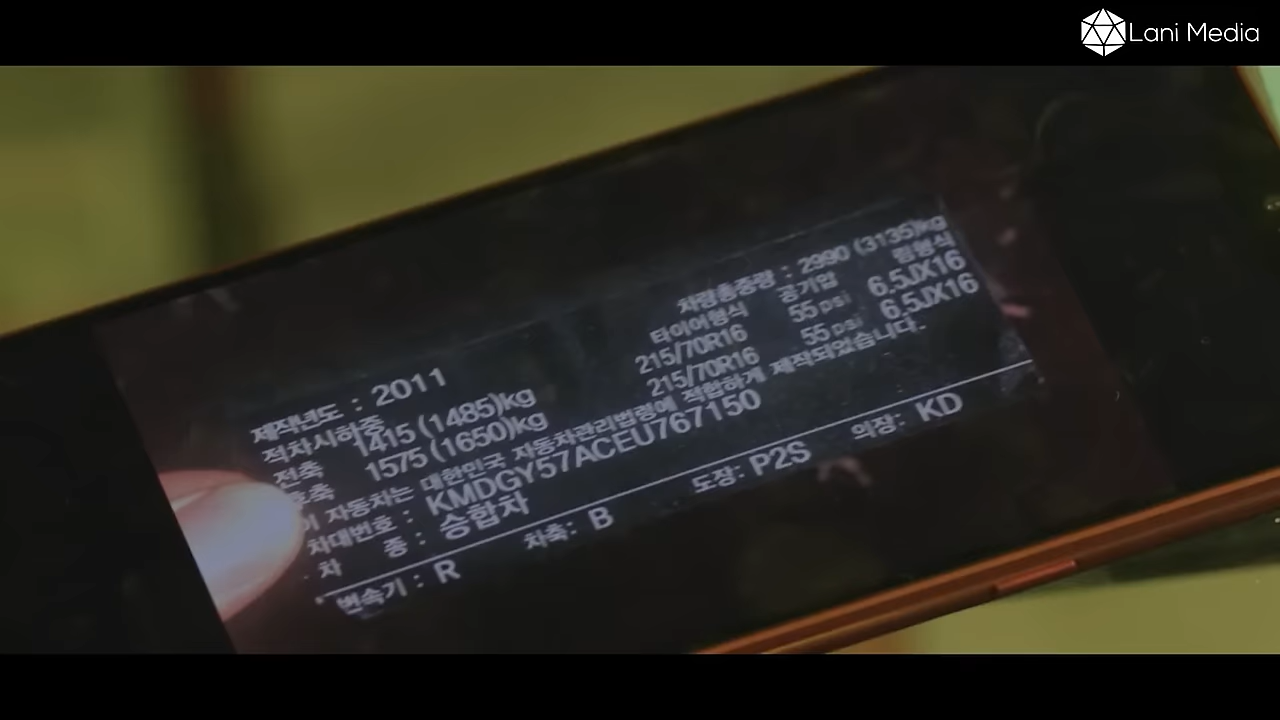 Lani Media
제작년도 : 2011
차량총중량 : 2990 (3135)kg
적차시하중 타이어형식 공기압 림형식
전축 1415 (1485)kg 215/70R16 55 psi 6.5JX16
후축 1575 (1650)kg 215/70R16 55 psi 6.5JX16
이 자동차는 대한민국 자동차관리법령에 적합하게 제작되었습니다.
차대번호 : KMDGY57ACEU767150
차 종 : 승합차
변속기 : R 차축: B 도장: P2S 의장: KD